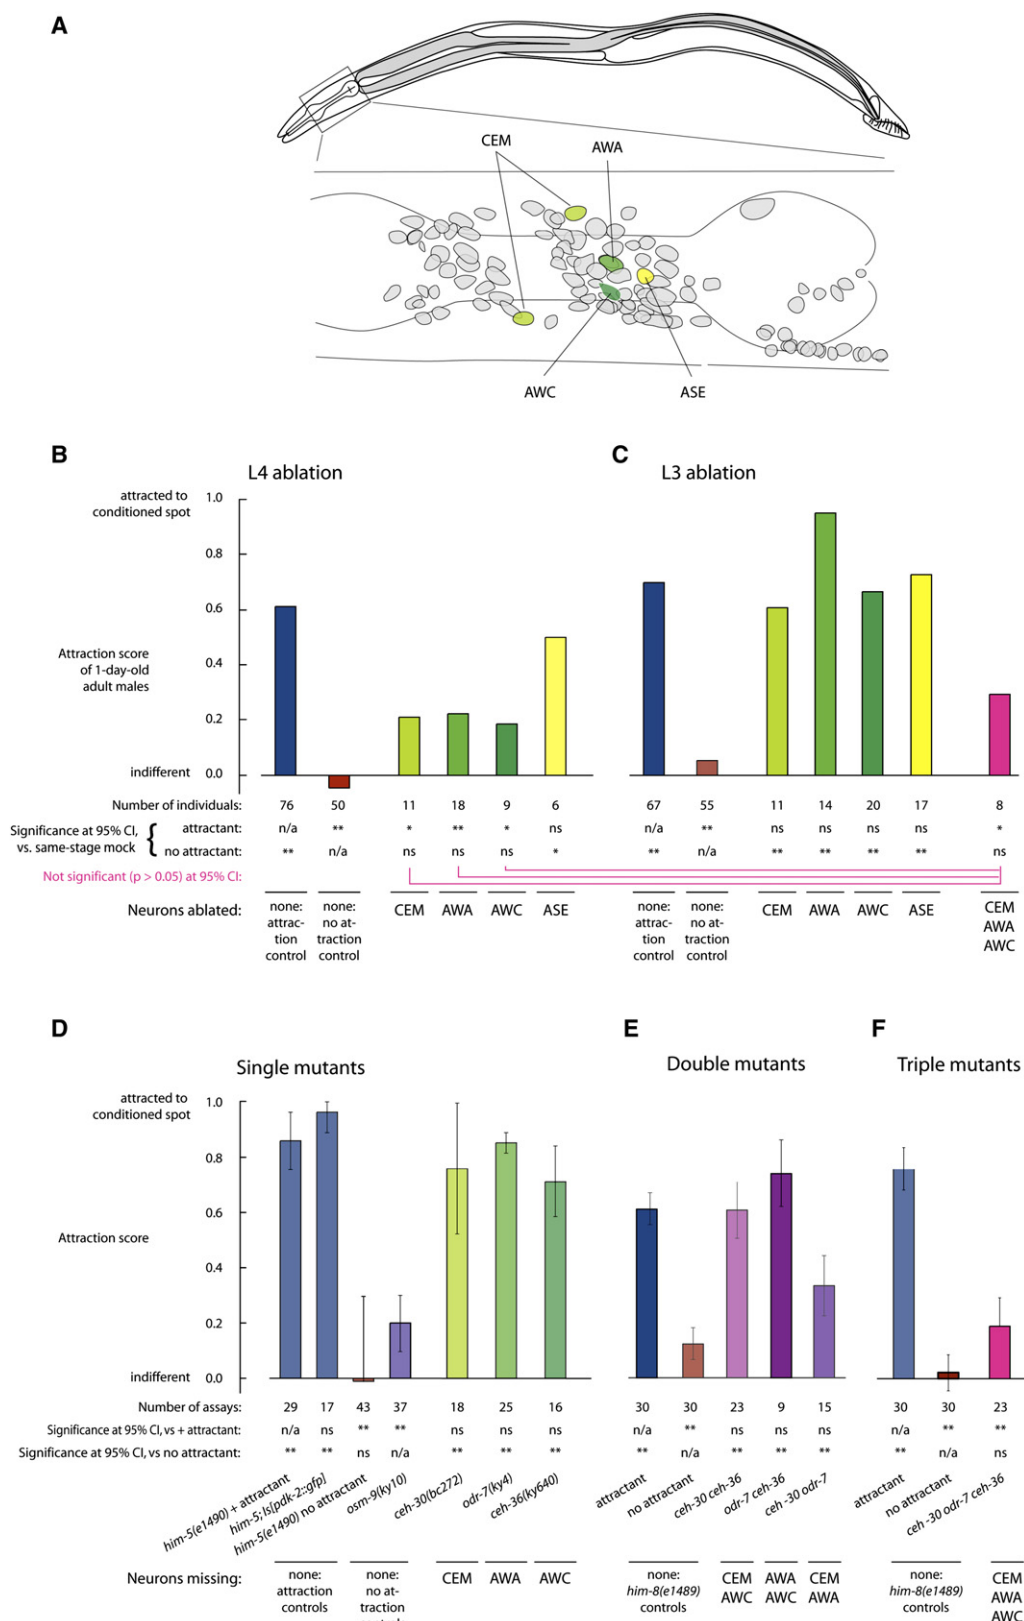 A
CEM
AWA
AWC
ASE
B
L4 ablation
C
L3 ablation
attracted to
conditioned spot
1.0
0.8
0.6
Attraction score
of 1-day-old
adult males
0.4
0.2
indifferent
0.0
Number of individuals: 76 50 11 18 9 6 67 55 11 14 20 17 8
Significance at 95% CI,
vs. same-stage mock
{
attractant: n/a ** * ** * ns n/a ** ns ns ns ns *
no attractant: ** n/a ns ns ns * ** n/a ** ** ** ** ns
Not significant (p > 0.05) at 95% CI:
Neurons ablated:
none:
attrac-
tion
control
none:
no at-
traction
control
CEM
AWA
AWC
ASE
none:
attrac-
tion
control
none:
no at-
traction
control
CEM
AWA
AWC
ASE
CEM
AWA
AWC
D
Single mutants
E
Double mutants
F
Triple mutants
attracted to
conditioned spot
1.0
0.8
0.6
Attraction score
0.4
0.2
indifferent
0.0
Number of assays: 29 17 43 37 18 25 16 30 30 23 9 15 30 30 23
Significance at 95% CI, vs + attractant: n/a ns ** ** ns ns ns n/a ** ns ns ns n/a ** **
Significance at 95% CI, vs no attractant: ** ** ns n/a ** ** ** ** n/a ** ** ** ** n/a ns
him-5(e1490) + attractant
him-5;Is[pdk-2::gfp]
him-5(e1490) no attractant
osm-9(ky10)
ceh-30(bc272)
odr-7(ky4)
ceh-36(ky640)
attractant
no attractant
ceh-30 ceh-36
odr-7 ceh-36
ceh -30 odr-7
attractant
no attractant
ceh -30 odr-7 ceh-36
Neurons missing:
none:
attraction
controls
none:
no at-
traction
CEM
AWA
AWC
none:
him-8(e1489)
controls
CEM
AWC
AWA
AWC
CEM
AWA
none:
him-8(e1489)
controls
CEM
AWA
AWC